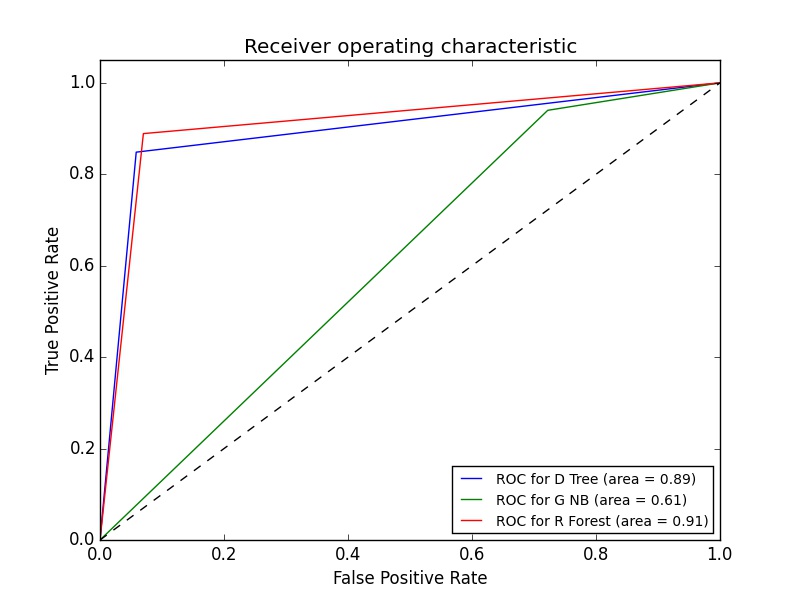 Receiver operating characteristic
1.0
0.8
0.6
0.4
0.2
0.0
True Positive Rate
ROC for D Tree (area = 0.89)
ROC for G NB (area = 0.61)
ROC for R Forest (area = 0.91)
0.0 0.2 0.4 0.6 0.8 1.0
False Positive Rate